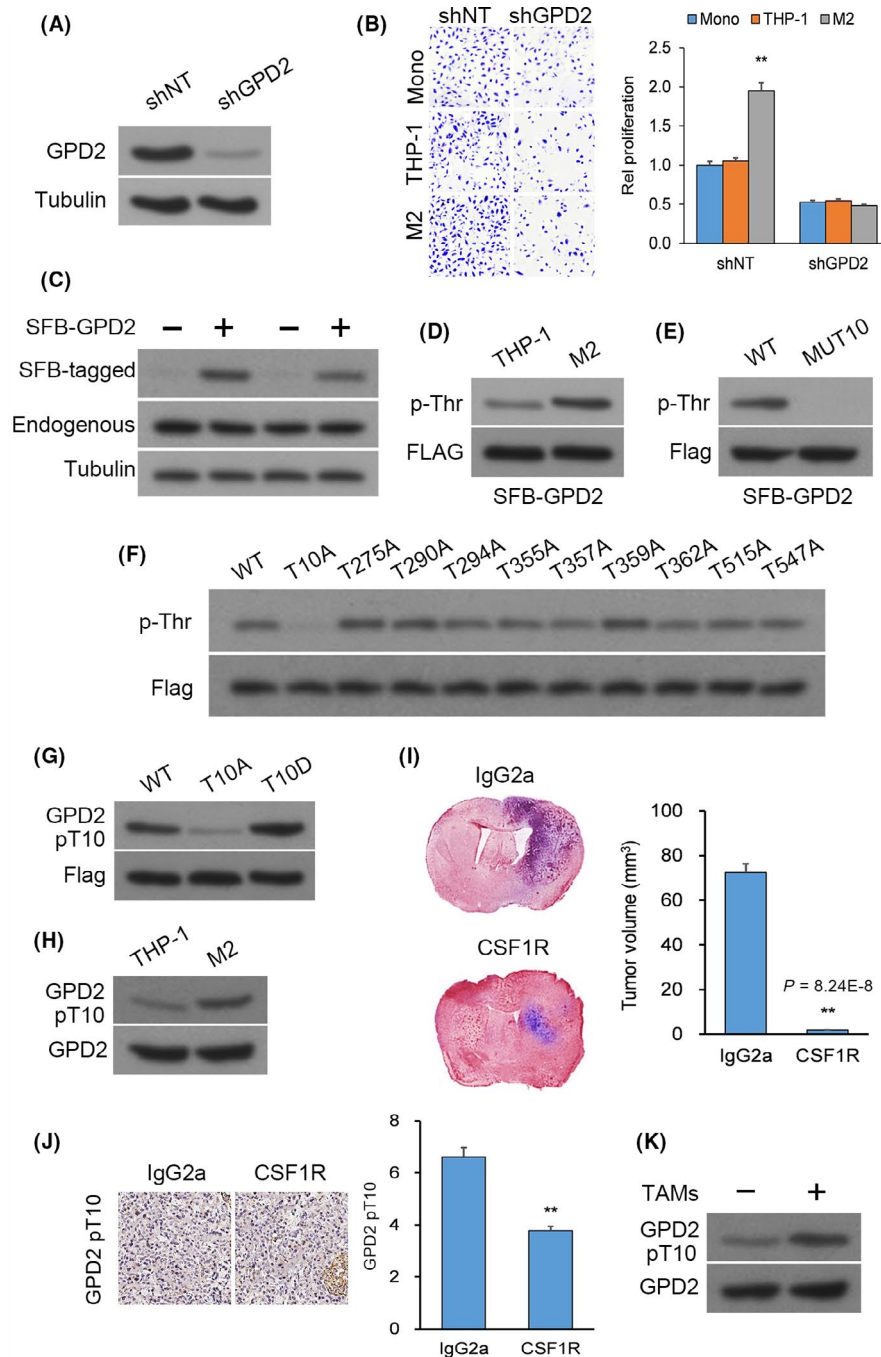 (A)
shNT shGPD2
GPD2
Tubulin
(B)
shNT shGPD2
Mono
THP-1
M2
Mono THP-1 M2
Rel proliferation
2.5
2.0
1.5
1.0
0.5
0.0
**
shNT shGPD2
(C)
SFB-GPD2 − + − +
SFB-tagged
Endogenous
Tubulin
(D)
THP-1 M2
p-Thr
FLAG
SFB-GPD2
(E)
WT MUT10
p-Thr
Flag
SFB-GPD2
(F)
WT T10A T275A T290A T294A T355A T357A T359A T362A T515A T547A
p-Thr
Flag
(G)
WT T10A T10D
GPD2
pT10
Flag
(H)
THP-1 M2
GPD2
pT10
GPD2
(I)
IgG2a
CSF1R
Tumor volume (mm³)
100
80
60
40
20
0
P = 8.24E-8
**
IgG2a CSF1R
(J)
IgG2a CSF1R
GPD2 pT10
GPD2 pT10
8
6
4
2
0
**
IgG2a CSF1R
(K)
TAMs − +
GPD2
pT10
GPD2